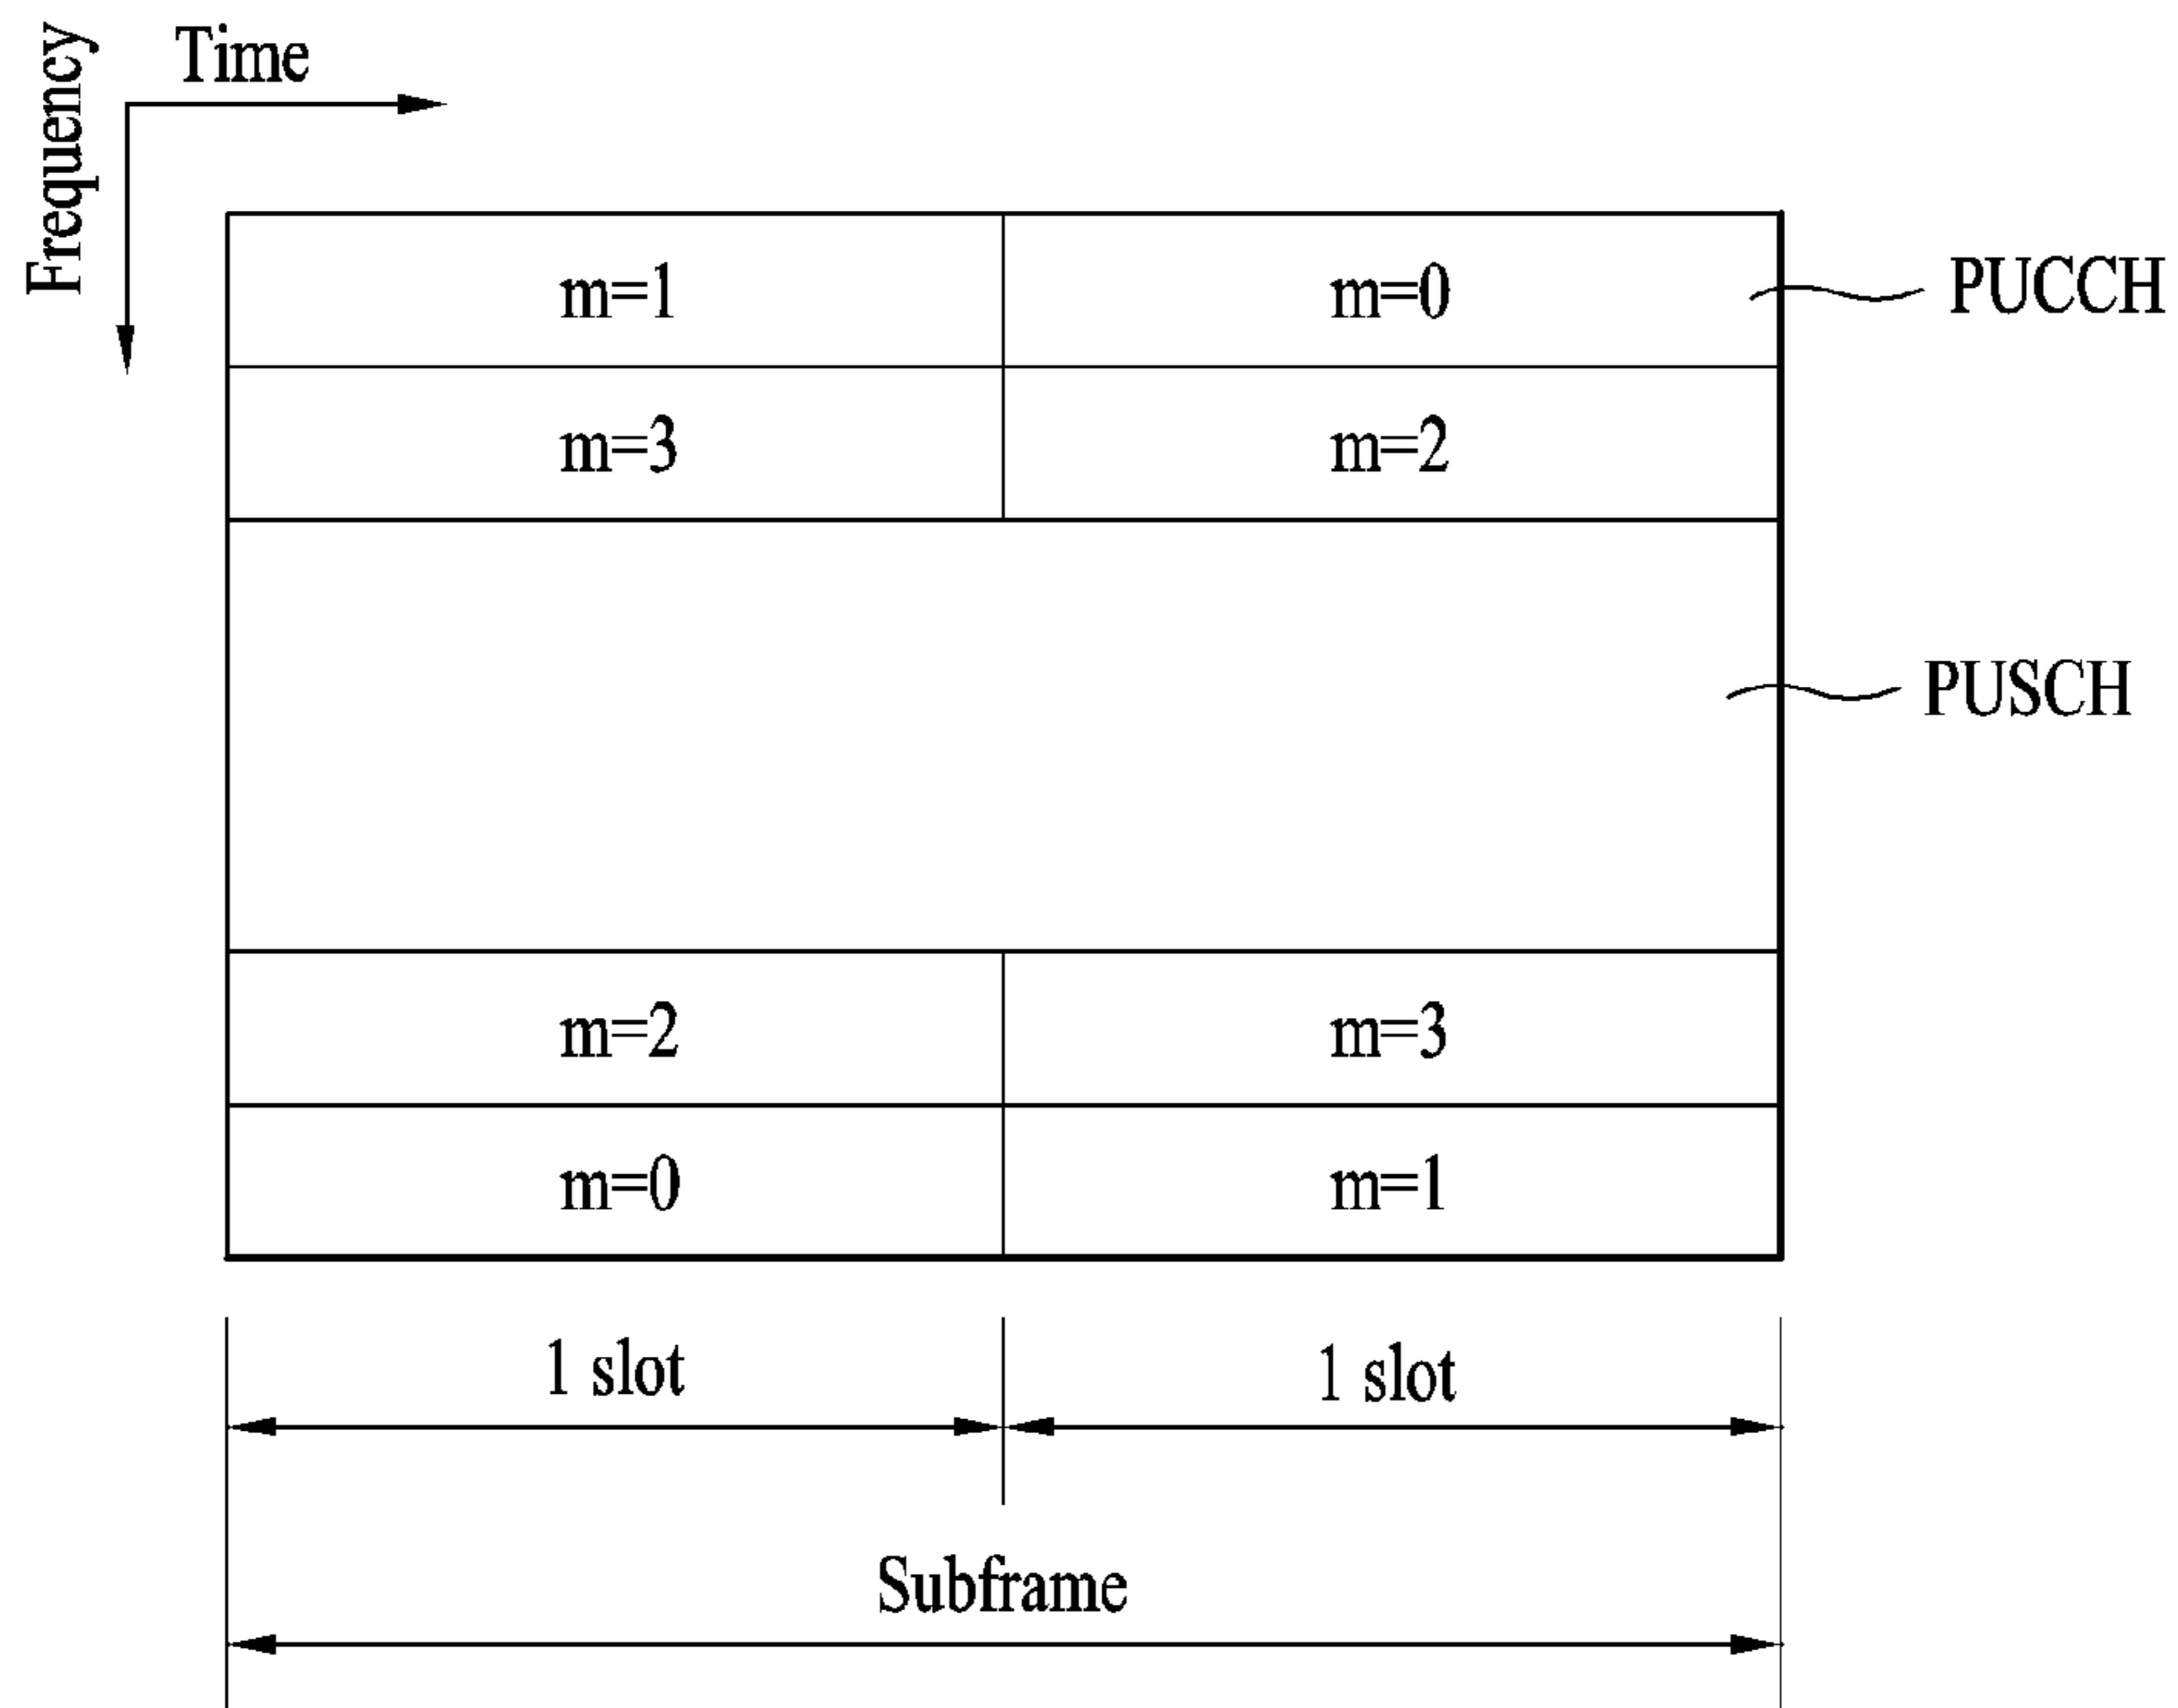 Time
Frequency
m=1 m=0 PUCCH
m=3 m=2
PUSCH
m=2 m=3
m=0 m=1
1 slot 1 slot
Subframe